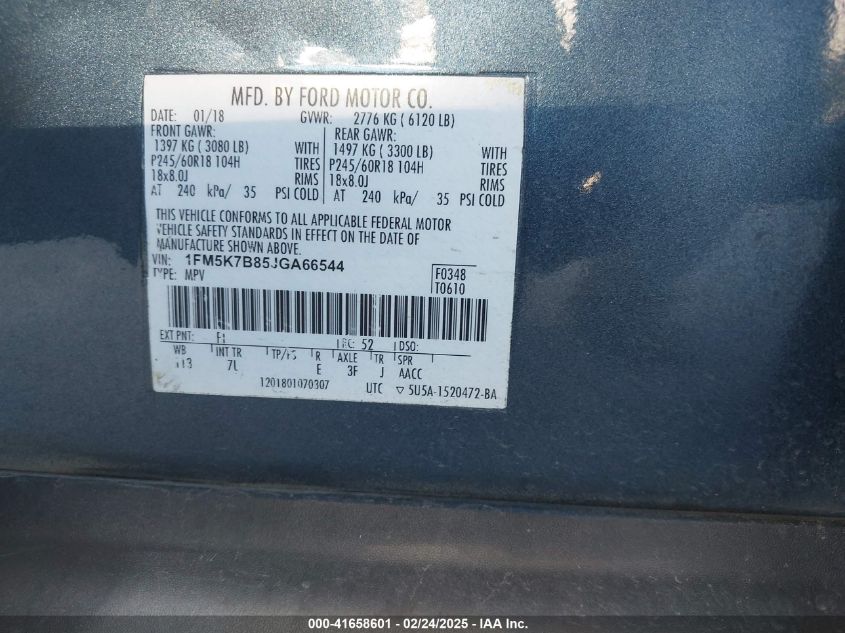 MFD. BY FORD MOTOR CO.
DATE: 01/18 GVWR: 2776 KG ( 6120 LB)
FRONT GAWR: REAR GAWR:
1397 KG ( 3080 LB) WITH 1497 KG ( 3300 LB) WITH
P245/60R18 104H TIRES P245/60R18 104H TIRES
18x8.0J RIMS 18x8.0J RIMS
AT 240 kPa/ 35 PSI COLD AT 240 kPa/ 35 PSI COLD
THIS VEHICLE CONFORMS TO ALL APPLICABLE FEDERAL MOTOR
VEHICLE SAFETY STANDARDS IN EFFECT ON THE DATE OF
MANUFACTURE SHOWN ABOVE.
VIN: 1FM5K7B85JGA66544
TYPE: MPV F0348
T0610
EXT PNT: RC: 52 DSO:
WB INT TR TP/PS R AXLE TR SPR
113 7L E 3F J AACC
1201801070307 UTC ▽ 5U5A-1520472-BA
000-41658601 - 02/24/2025 - IAA Inc.